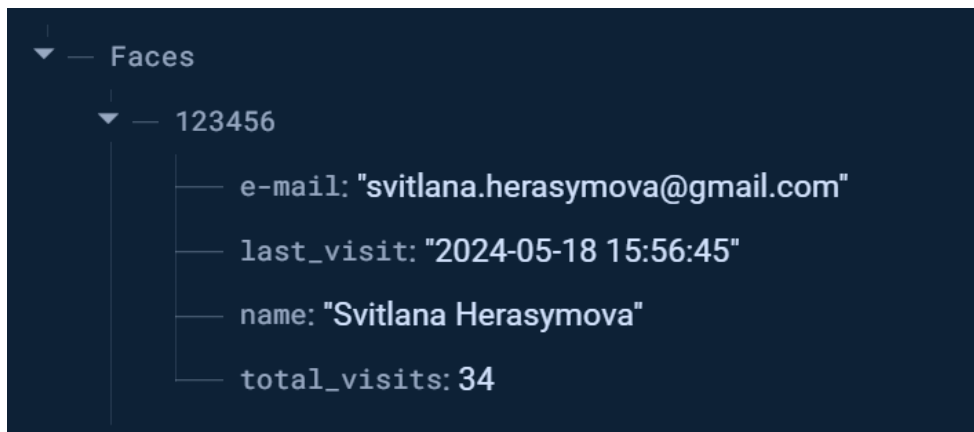 Faces
123456
e-mail: "svitlana.herasymova@gmail.com"
last_visit: "2024-05-18 15:56:45"
name: "Svitlana Herasymova"
total_visits: 34